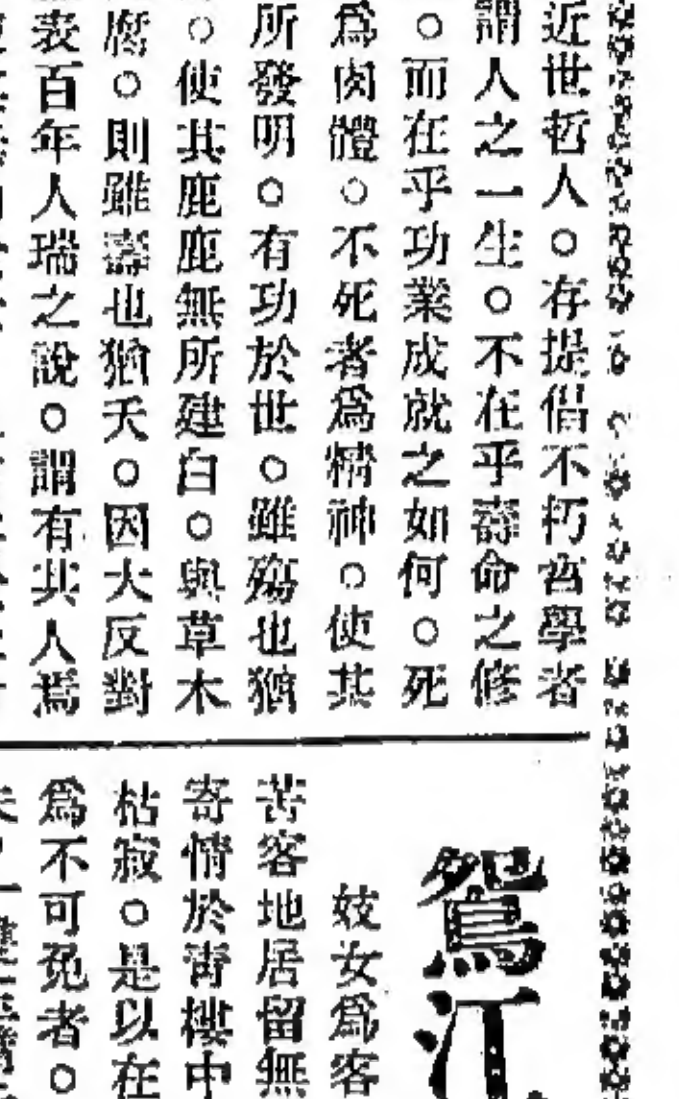 近世哲人。存提倡不朽啻學者
謂人之一生。不在乎壽命之修
。而在乎功業成就之如何。死
爲肉體。不死者爲精神。使其
所發明。有功於世。雖殤也猶
。使其鹿鹿無所建白。與草木
腐。則雖壽也猶夭。因大反對
表百年人瑞之說。謂有其人焉
鴛江
妓女爲客
苦客地居留無
寄情於靑樓中
枯寂。是以在
爲不可免者。